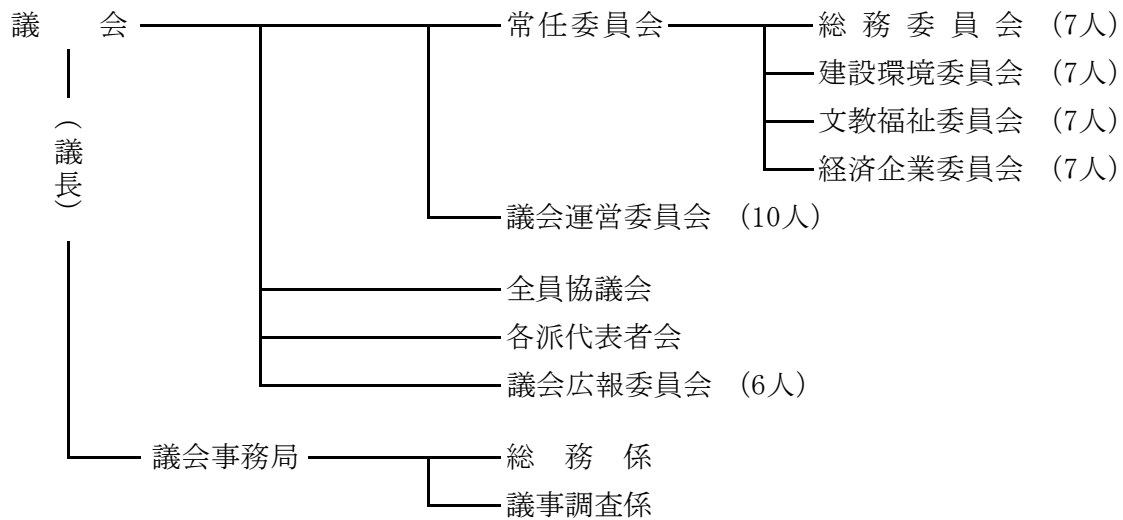 議会 常任委員会 総務委員会 (7人)
建設環境委員会 (7人)
(議長) 文教福祉委員会 (7人)
経済企業委員会 (7人)
議会運営委員会 (10人)
全員協議会
各派代表者会
議会広報委員会 (6人)
議会事務局 総務係
議事調査係